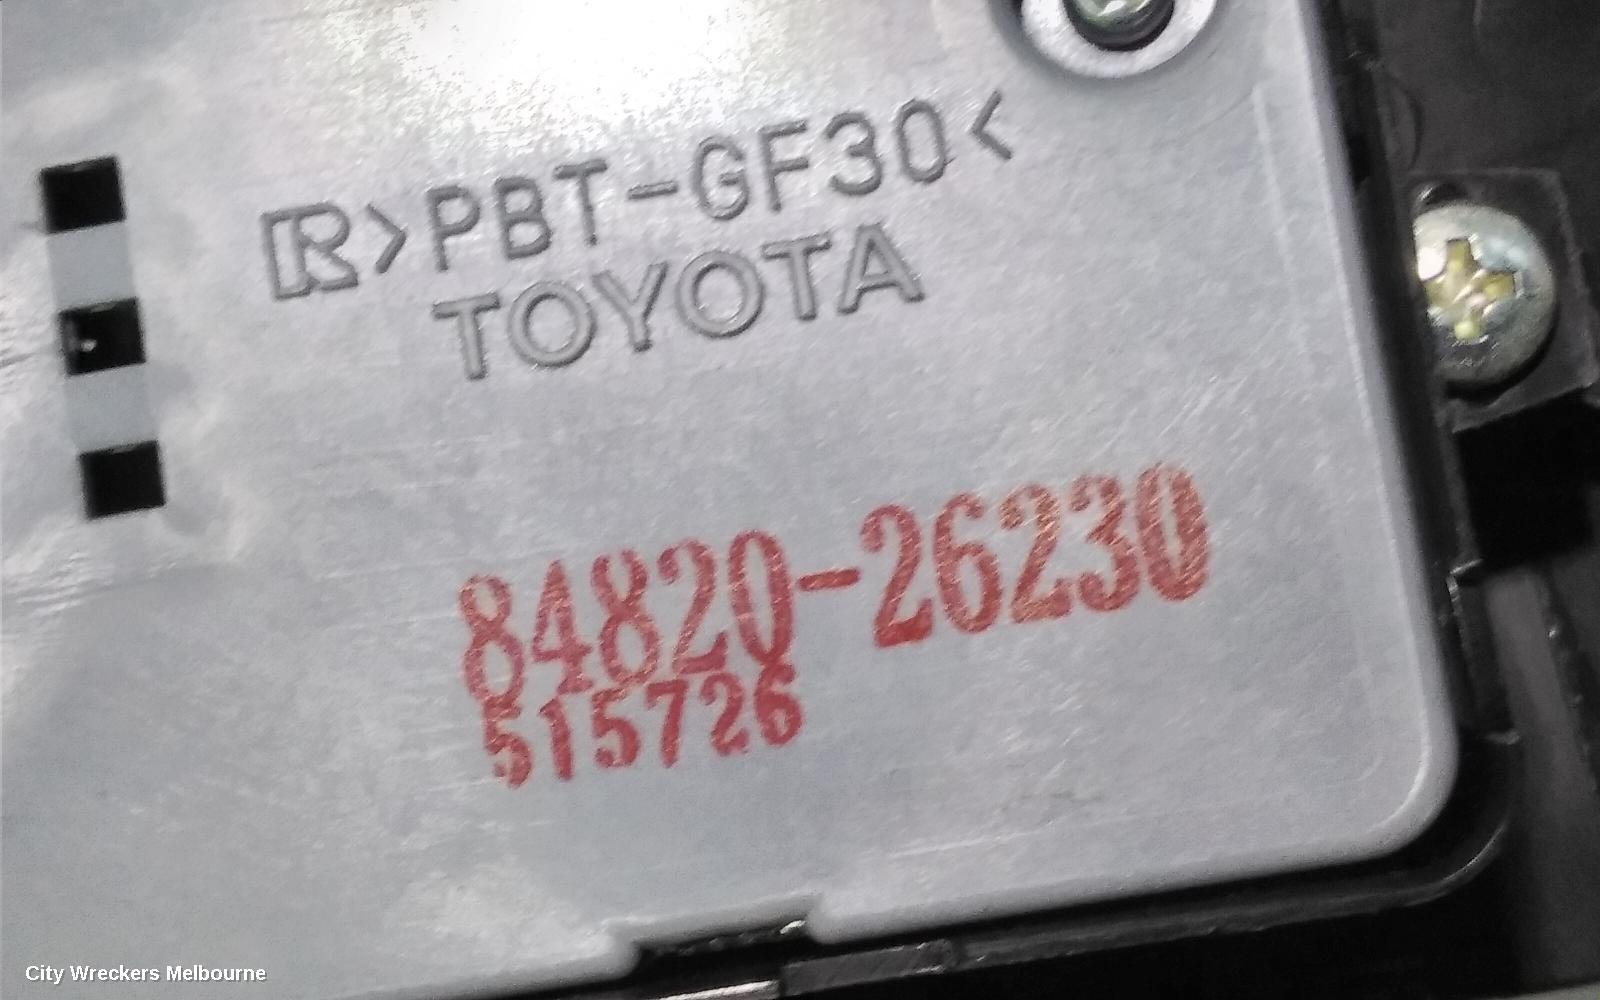 R >PBT-GF30<
TOYOTA
84820-26230
515726
City Wreckers Melbourne